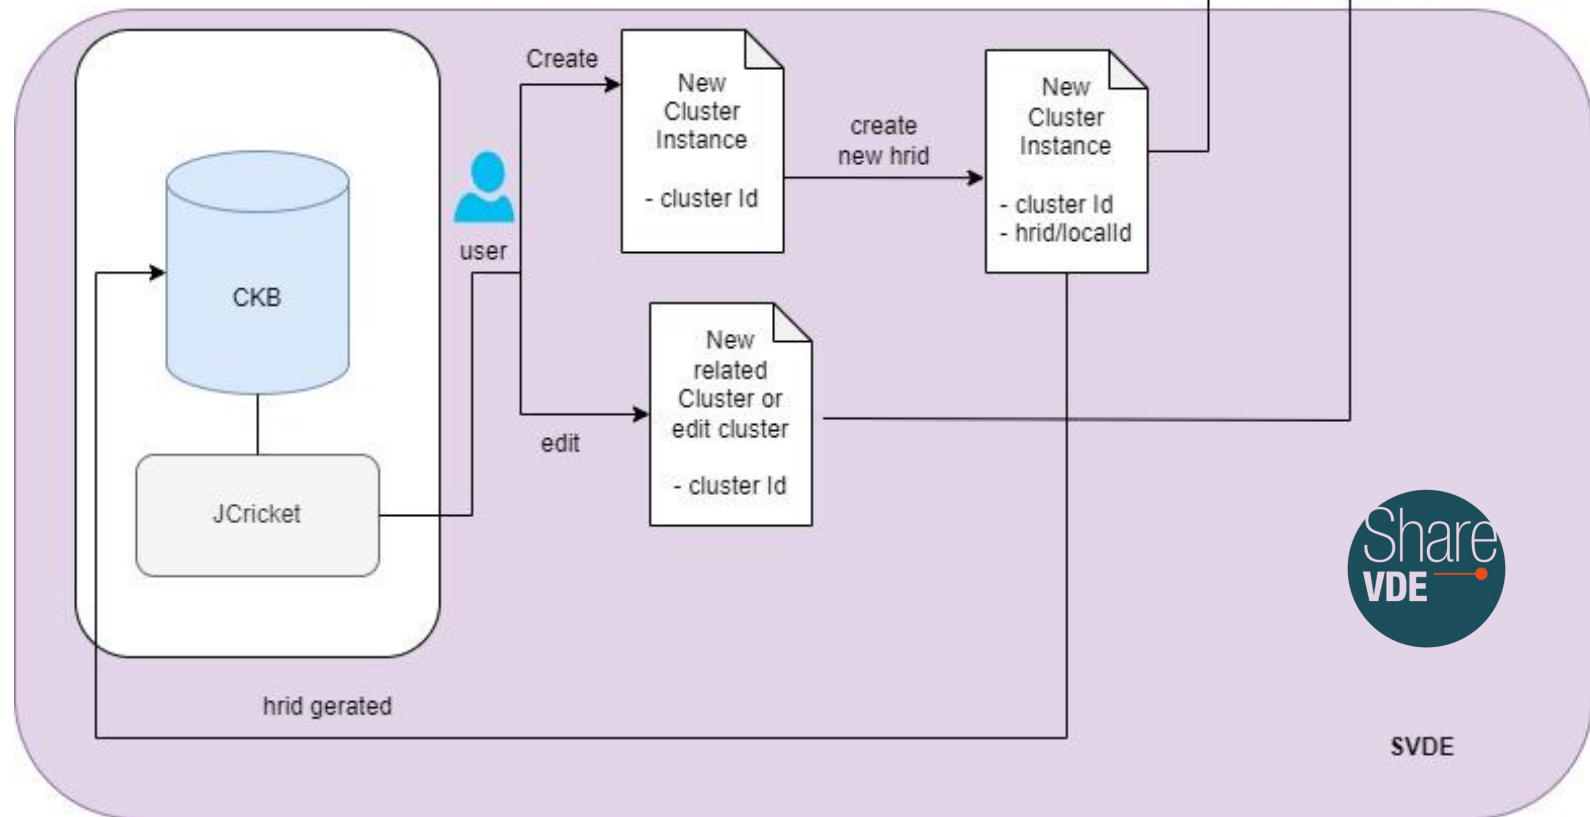 Create
New
Cluster
Instance
- cluster Id
create
new hrid
New
Cluster
Instance
- cluster Id
- hrid/localId
user
CKB
New
related
Cluster or
edit cluster
- cluster Id
edit
JCricket
Share
VDE
hrid gerated
SVDE